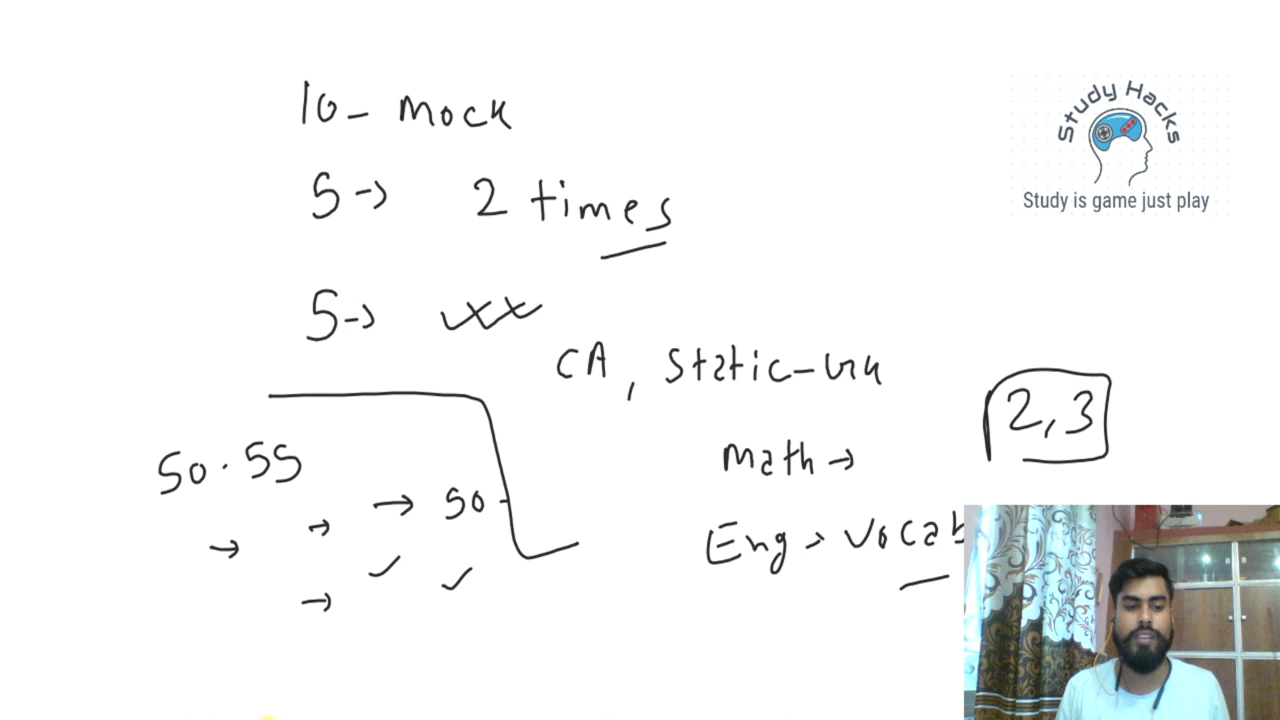 10 - Mock
Study Hacks
Study is game just play
5 → 2 times
5 →
CA, Static - GK
2, 3
Math →
50 - 55
→ 50 -
Eng → Vocab